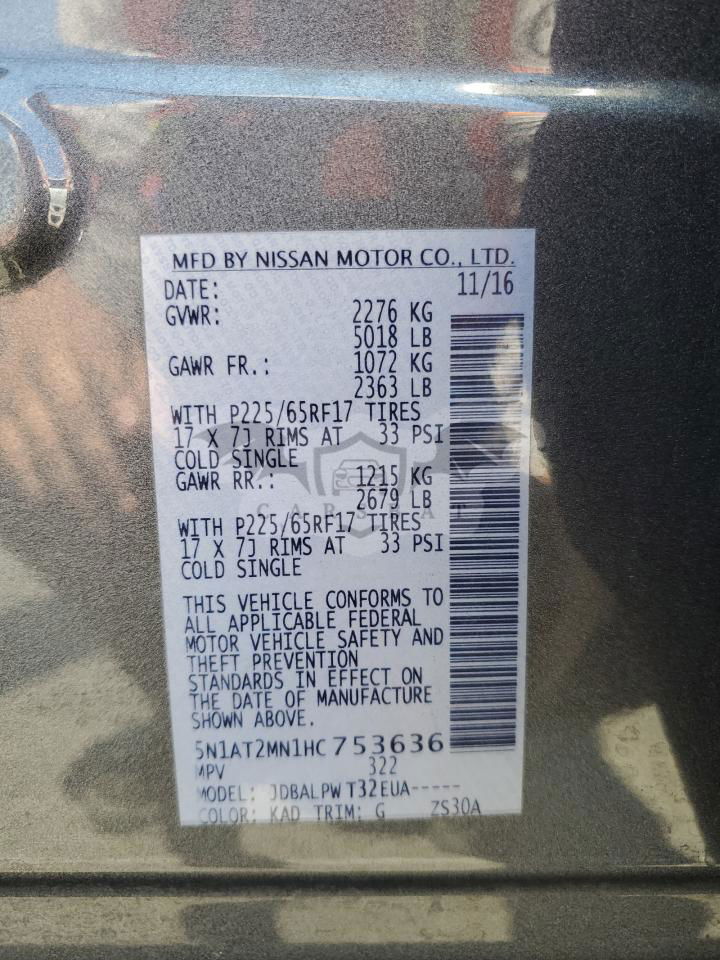 MFD BY NISSAN MOTOR CO., LTD.
DATE: 11/16
GVWR: 2276 KG
5018 LB
GAWR FR.: 1072 KG
2363 LB
WITH P225/65RF17 TIRES
17 X 7J RIMS AT 33 PSI
COLD SINGLE
GAWR RR.: 1215 KG
2679 LB
CARSTAT
WITH P225/65RF17 TIRES
17 X 7J RIMS AT 33 PSI
COLD SINGLE
THIS VEHICLE CONFORMS TO
ALL APPLICABLE FEDERAL
MOTOR VEHICLE SAFETY AND
THEFT PREVENTION
STANDARDS IN EFFECT ON
THE DATE OF MANUFACTURE
SHOWN ABOVE.
5N1AT2MN1HC753636
MPV 322
MODEL: JDBALPW T32EUA-----
COLOR: KAD TRIM: G ZS30A